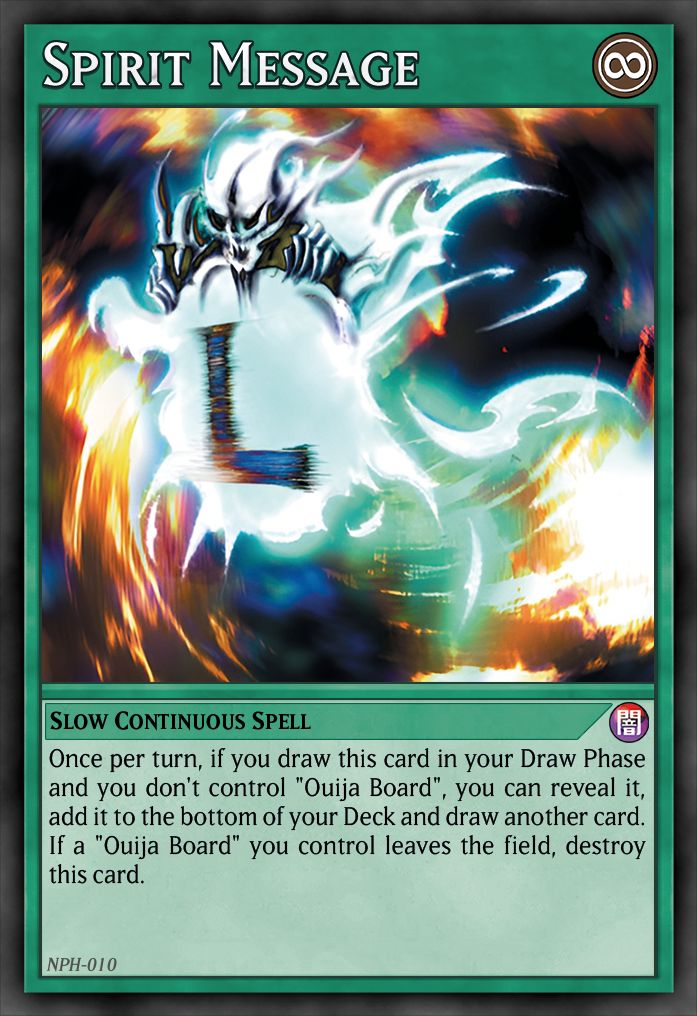 Spirit Message
L
Slow Continuous Spell
闇
Once per turn, if you draw this card in your Draw Phase
and you don't control "Ouija Board", you can reveal it,
add it to the bottom of your Deck and draw another card.
If a "Ouija Board" you control leaves the field, destroy
this card.
NPH-010